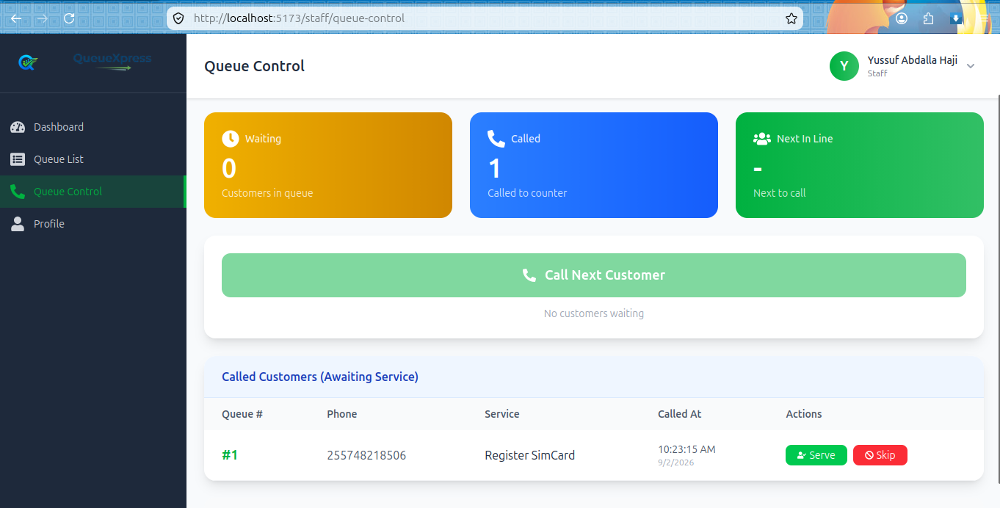 http://localhost:5173/staff/queue-control
QueueXpress
Queue Control
Y
Yussuf Abdalla Haji
Staff
Dashboard
Queue List
Queue Control
Profile
Waiting
0
Customers in queue
Called
1
Called to counter
Next In Line
-
Next to call
Call Next Customer
No customers waiting
Called Customers (Awaiting Service)
Queue # Phone Service Called At Actions
#1 255748218506 Register SimCard 10:23:15 AM Serve Skip
9/2/2026